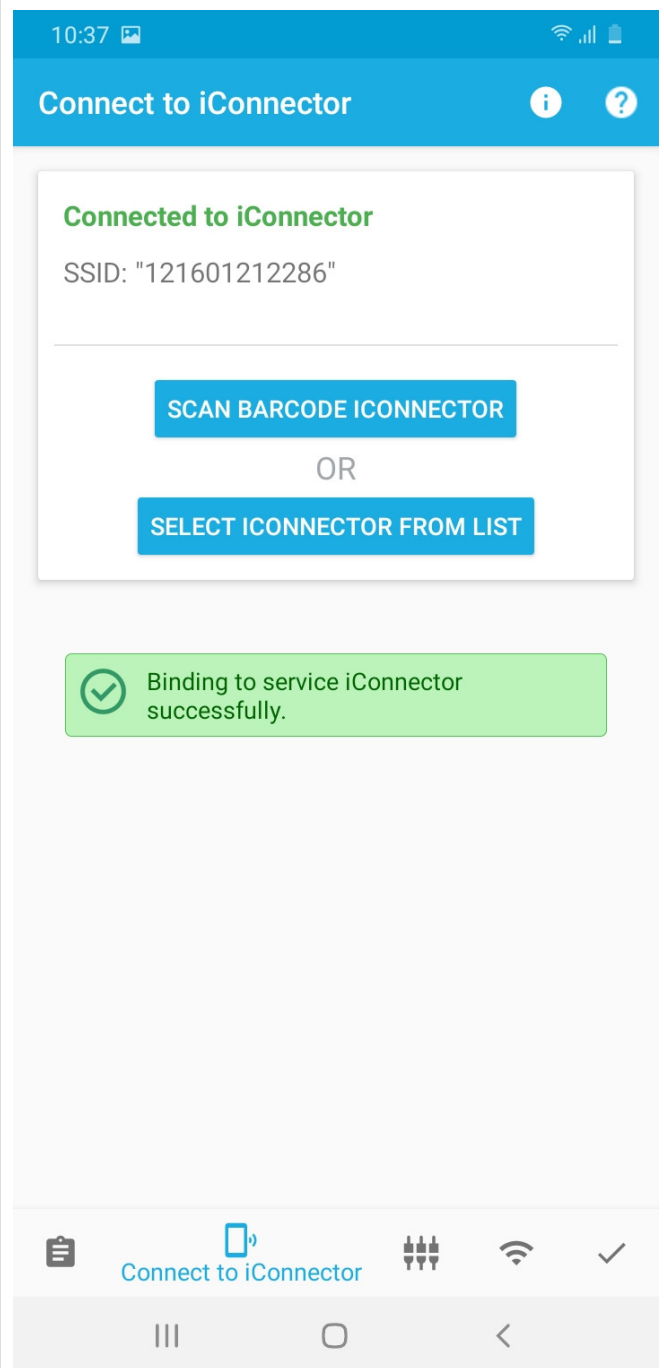 10:37
Connect to iConnector
Connected to iConnector
SSID: "121601212286"
SCAN BARCODE ICONNECTOR
OR
SELECT ICONNECTOR FROM LIST
Binding to service iConnector
successfully.
Connect to iConnector